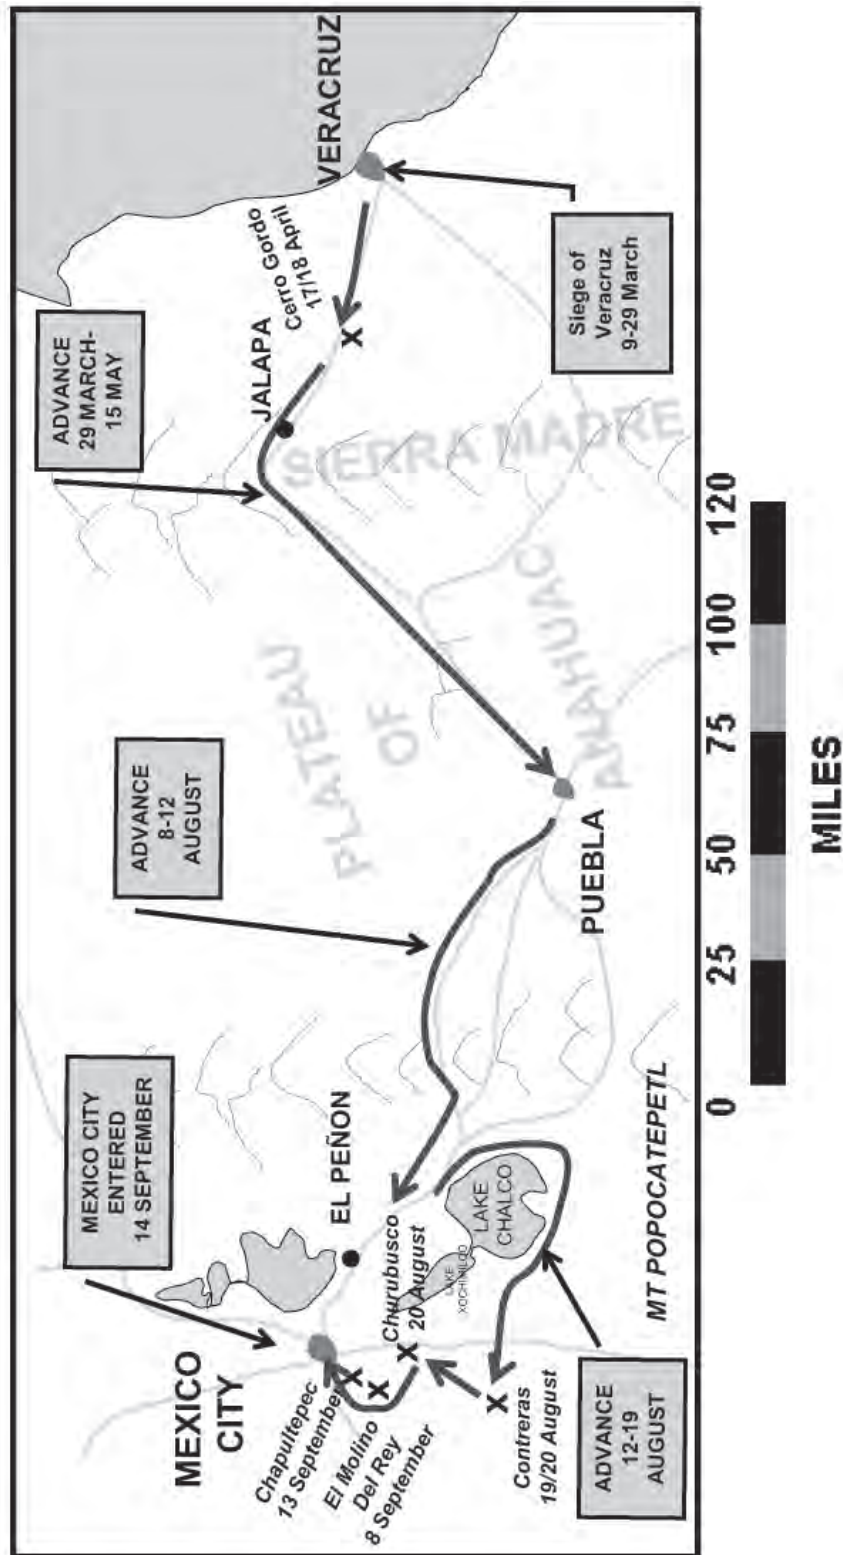 MEXICO CITY
ENTERED
14 SEPTEMBER
ADVANCE
8-12
AUGUST
ADVANCE
29 MARCH-
15 MAY
MEXICO
CITY
EL PEÑON
PLATEAU
OF
ANAHUAC
JALAPA
Cerro Gordo
17/18 April
VERACRUZ
X
SIERRA MADRE
Chapultepec
13 September
X
El Molino
Del Rey
8 September
X
Churubusco
20 August
X
LAKE
XOCHIMILCO
LAKE
CHALCO
PUEBLA
Contreras
19/20 August
X
ADVANCE
12-19
AUGUST
MT POPOCATEPETL
Siege of
Veracruz
9-29 March
0 25 50 75 100 120
MILES